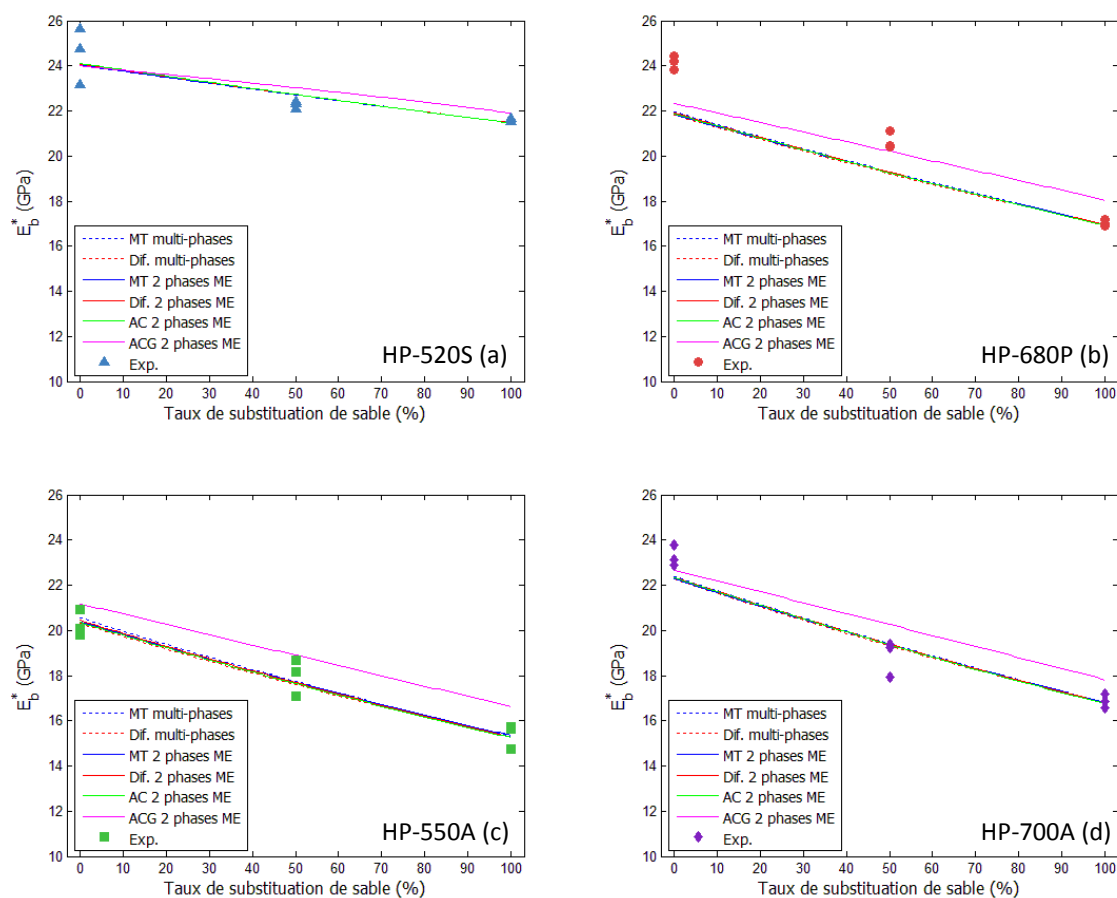 26
24
22
20
18
16
14
12
10
E*b (GPa)
MT multi-phases
Dif. multi-phases
MT 2 phases ME
Dif. 2 phases ME
AC 2 phases ME
ACG 2 phases ME
Exp.
HP-520S (a)
0 10 20 30 40 50 60 70 80 90 100
Taux de substituation de sable (%)
26
24
22
20
18
16
14
12
10
E*b (GPa)
MT multi-phases
Dif. multi-phases
MT 2 phases ME
Dif. 2 phases ME
AC 2 phases ME
ACG 2 phases ME
Exp.
HP-680P (b)
0 10 20 30 40 50 60 70 80 90 100
Taux de substituation de sable (%)
26
24
22
20
18
16
14
12
10
E*b (GPa)
MT multi-phases
Dif. multi-phases
MT 2 phases ME
Dif. 2 phases ME
AC 2 phases ME
ACG 2 phases ME
Exp.
HP-550A (c)
0 10 20 30 40 50 60 70 80 90 100
Taux de substituation de sable (%)
26
24
22
20
18
16
14
12
10
E*b (GPa)
MT multi-phases
Dif. multi-phases
MT 2 phases ME
Dif. 2 phases ME
AC 2 phases ME
ACG 2 phases ME
Exp.
HP-700A (d)
0 10 20 30 40 50 60 70 80 90 100
Taux de substituation de sable (%)